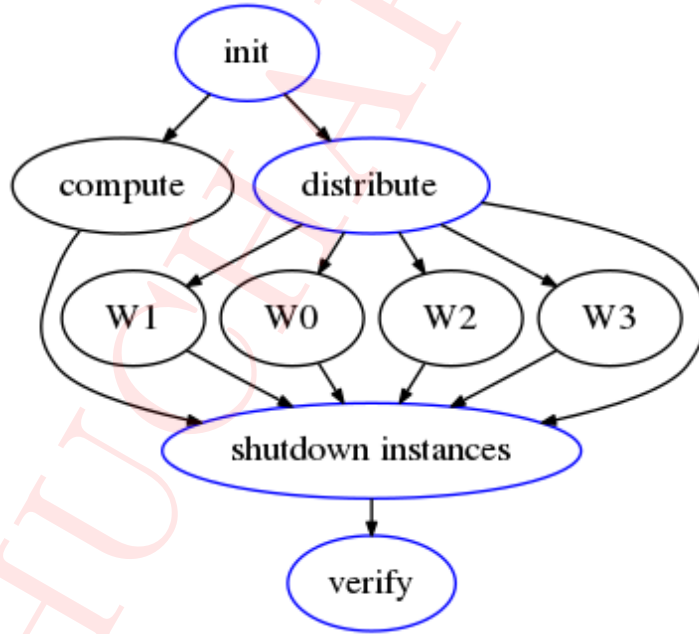 init
compute
distribute
W1
W0
W2
W3
shutdown instances
verify